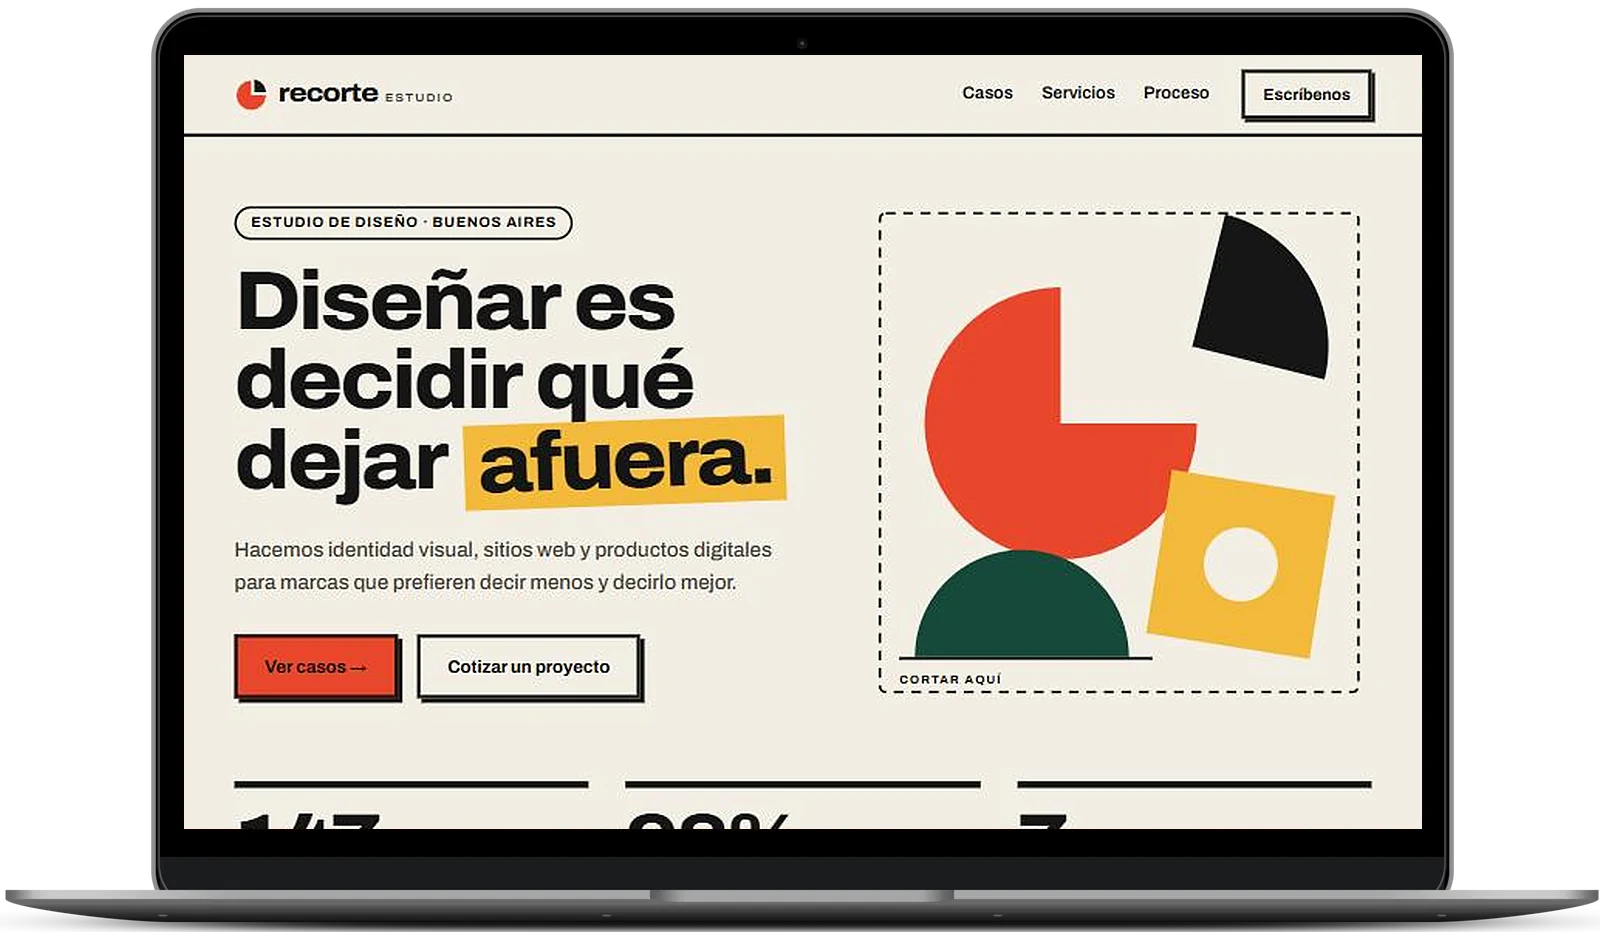 recorte ESTUDIO
Casos
Servicios
Proceso
Escríbenos
ESTUDIO DE DISEÑO · BUENOS AIRES
Diseñar es
decidir qué
dejar afuera.
Hacemos identidad visual, sitios web y productos digitales
para marcas que prefieren decir menos y decirlo mejor.
Ver casos →
Cotizar un proyecto
CORTAR AQUÍ